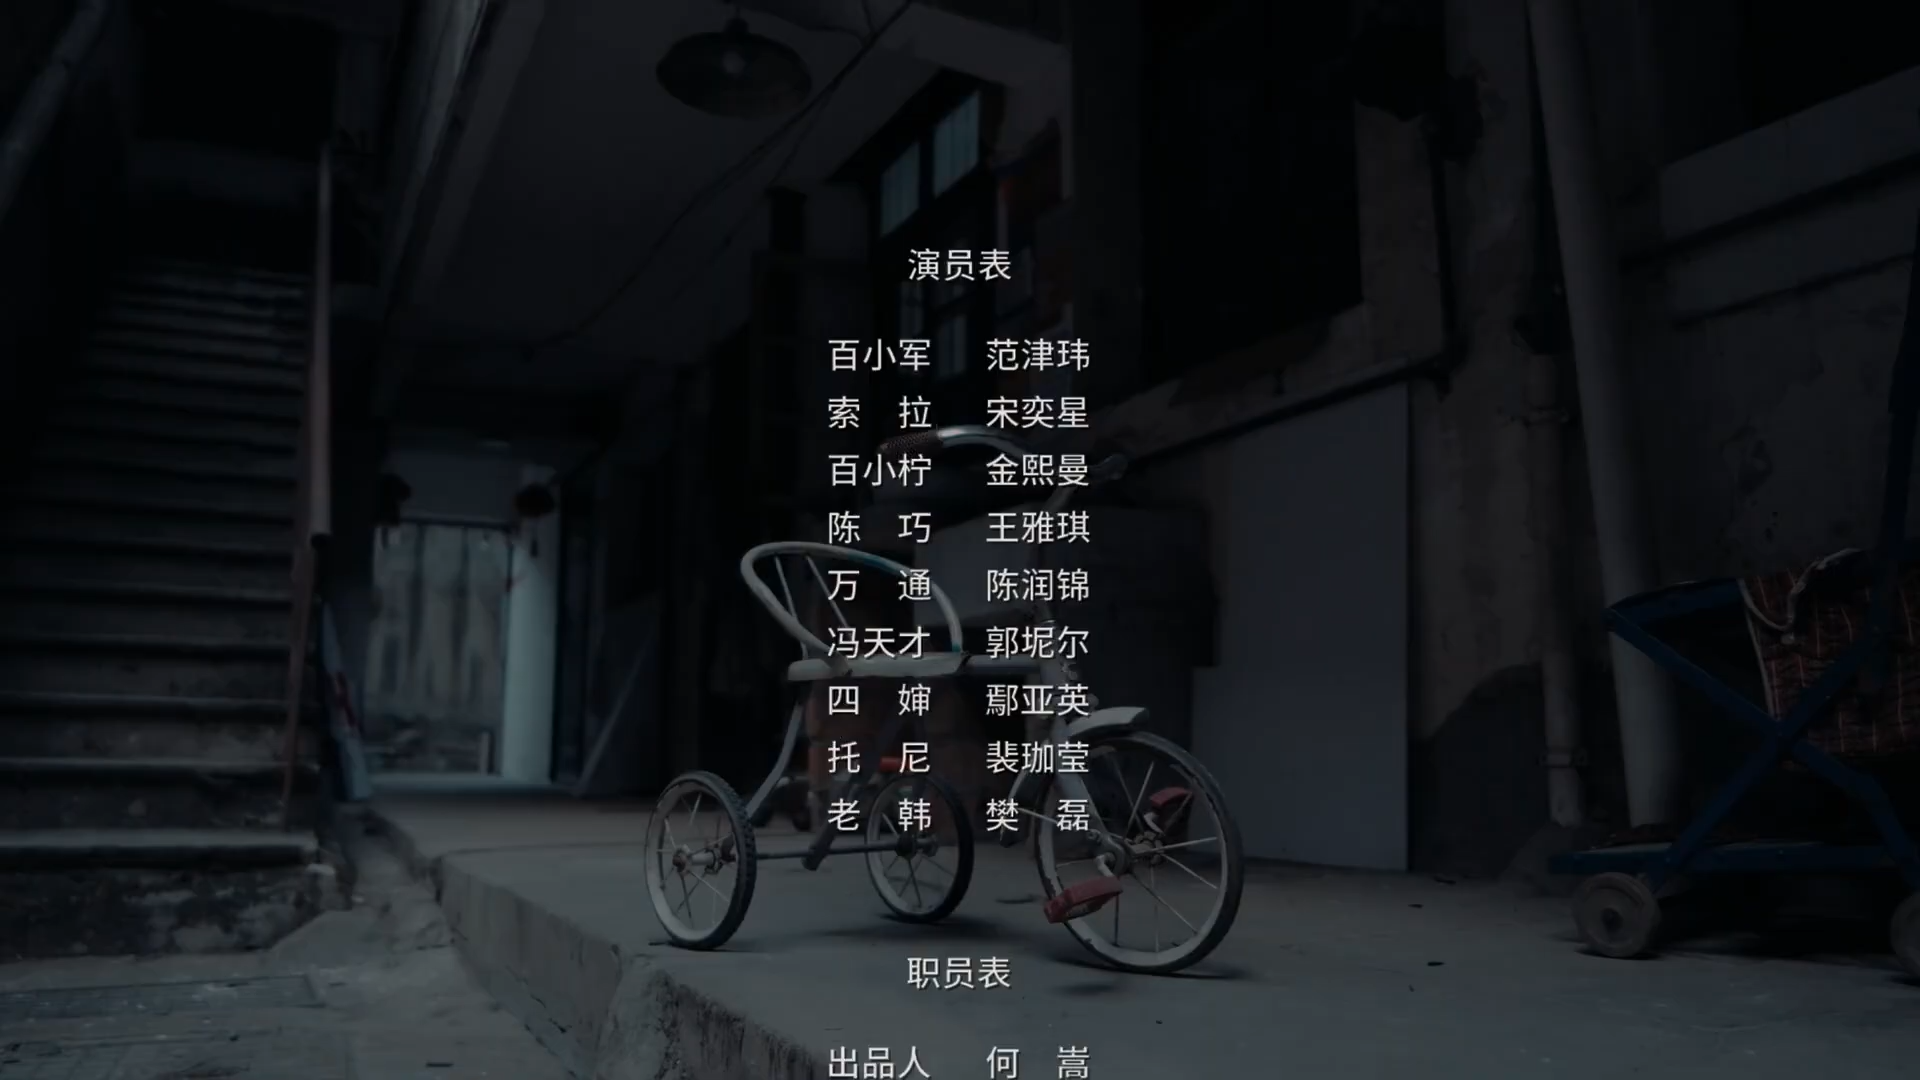 演员表
百小军 范津玮
索 拉 宋奕星
百小柠 金熙曼
陈 巧 王雅琪
万 通 陈润锦
冯天才 郭坭尔
四 婶 鄢亚英
托 尼 裴珈莹
老 韩 樊 磊
职员表
出品人 何 嵩